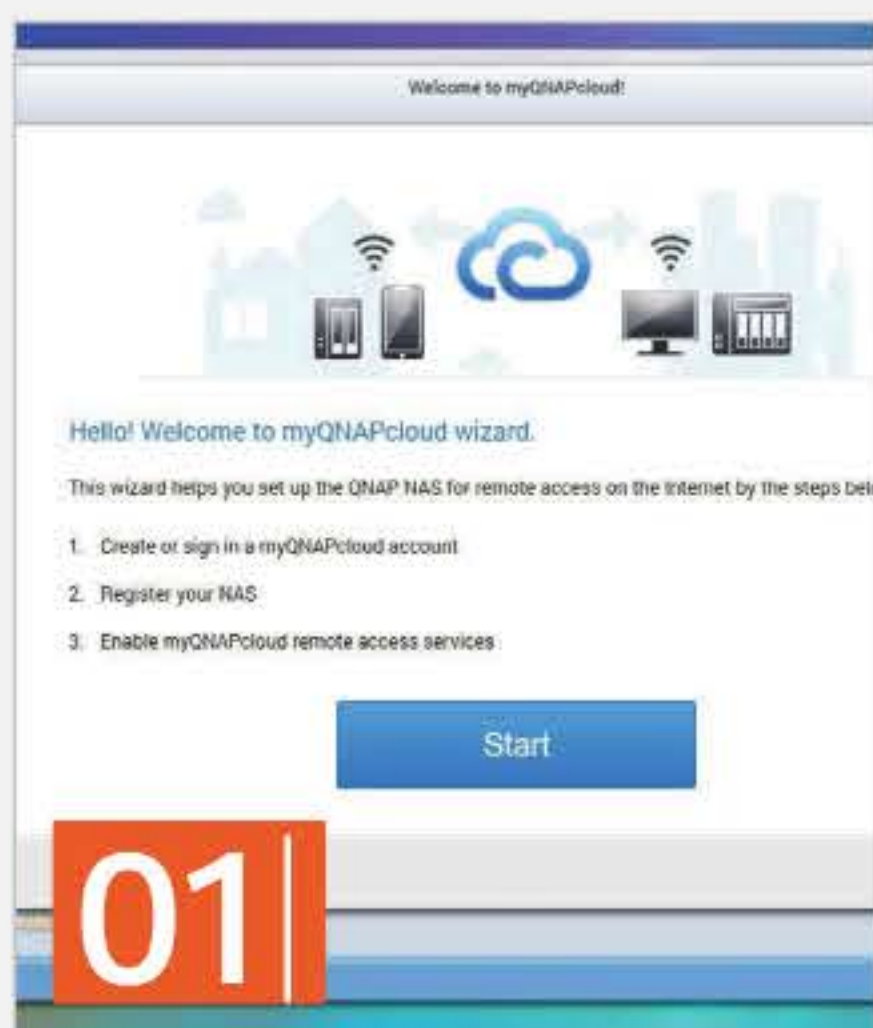 Welcome to myQNAPcloud!
Hello! Welcome to myQNAPcloud wizard.
This wizard helps you set up the QNAP NAS for remote access on the Internet by the steps
1. Create or sign in a myQNAPcloud account
2. Register your NAS
3. Enable myQNAPcloud remote access services
Start
01